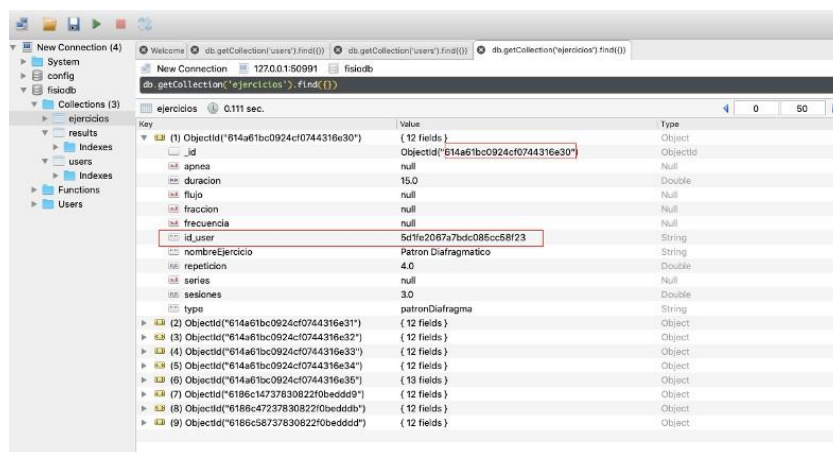 New Connection (4)
System
config
fisiodb
Collections (3)
ejercicios
results
Indexes
users
Indexes
Functions
Users
Welcome db.getCollection('users').find({}) db.getCollection('users').find({}) db.getCollection('ejercicios').find({})
New Connection 127.0.0.1:50991 fisiodb
db.getCollection('ejercicios').find({})
ejercicios 0.111 sec. 0 50
Key Value Type
(1) ObjectId("614a61bc0924cf0744316e30") { 12 fields } Object
_id ObjectId("614a61bc0924cf0744316e30") ObjectId
apnea null Null
duracion 15.0 Double
flujo null Null
fraccion null Null
frecuencia null Null
id_user 5d1fe2067a7bdc085cc58f23 String
nombreEjercicio Patron Diafragmatico String
repeticion 4.0 Double
series null Null
sesiones 3.0 Double
type patronDiafragma String
(2) ObjectId("614a61bc0924cf0744316e31") { 12 fields } Object
(3) ObjectId("614a61bc0924cf0744316e32") { 12 fields } Object
(4) ObjectId("614a61bc0924cf0744316e33") { 12 fields } Object
(5) ObjectId("614a61bc0924cf0744316e34") { 12 fields } Object
(6) ObjectId("614a61bc0924cf0744316e35") { 13 fields } Object
(7) ObjectId("6186c14737830822f0beddd9") { 12 fields } Object
(8) ObjectId("6186c47237830822f0bedddb") { 12 fields } Object
(9) ObjectId("6186c58737830822f0bedddd") { 12 fields } Object